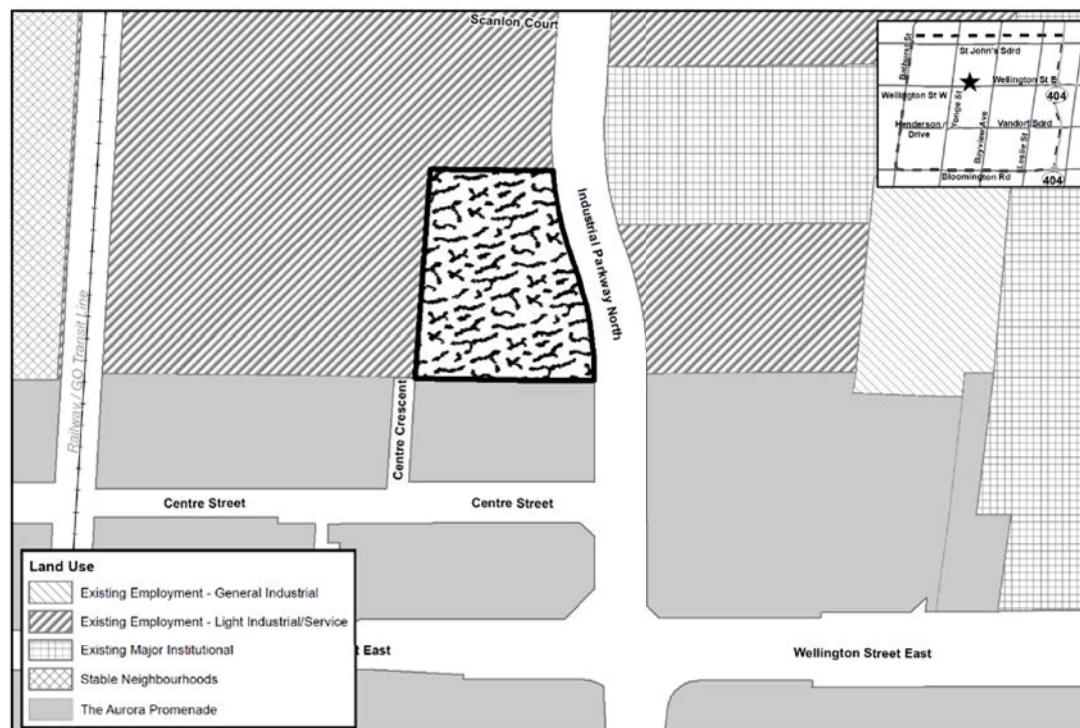 Scanlon Court
Bathurst St
St John's Sdrd
Wellington St E
Wellington St W
Yonge St
404
Henderson /
Drive
Bayview Ave
Vandorf Sdrd
Leslie St
Bloomington Rd
404
Industrial Parkway North
Railway / GO Transit Line
Centre Crescent
Centre Street
Centre Street
Land Use
Existing Employment - General Industrial
Existing Employment - Light Industrial/Service
Existing Major Institutional
Stable Neighbourhoods
The Aurora Promenade
East
Wellington Street East